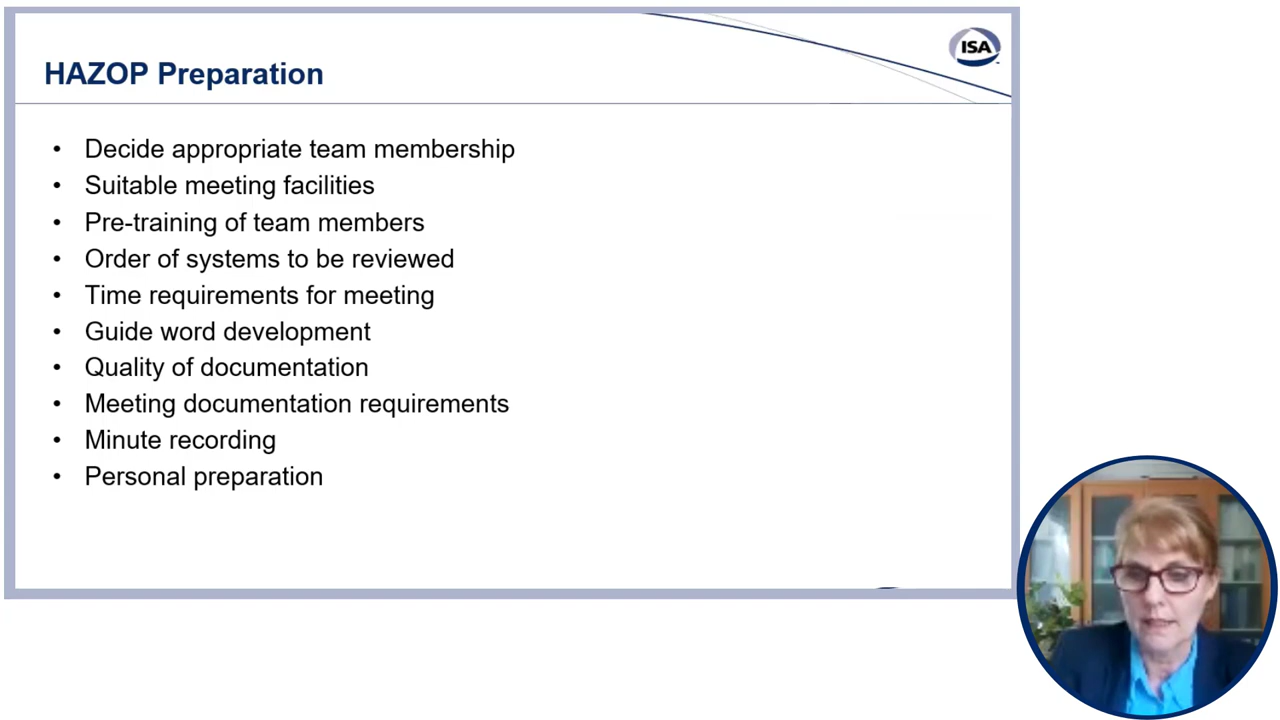 ISA
HAZOP Preparation
• Decide appropriate team membership
• Suitable meeting facilities
• Pre-training of team members
• Order of systems to be reviewed
• Time requirements for meeting
• Guide word development
• Quality of documentation
• Meeting documentation requirements
• Minute recording
• Personal preparation